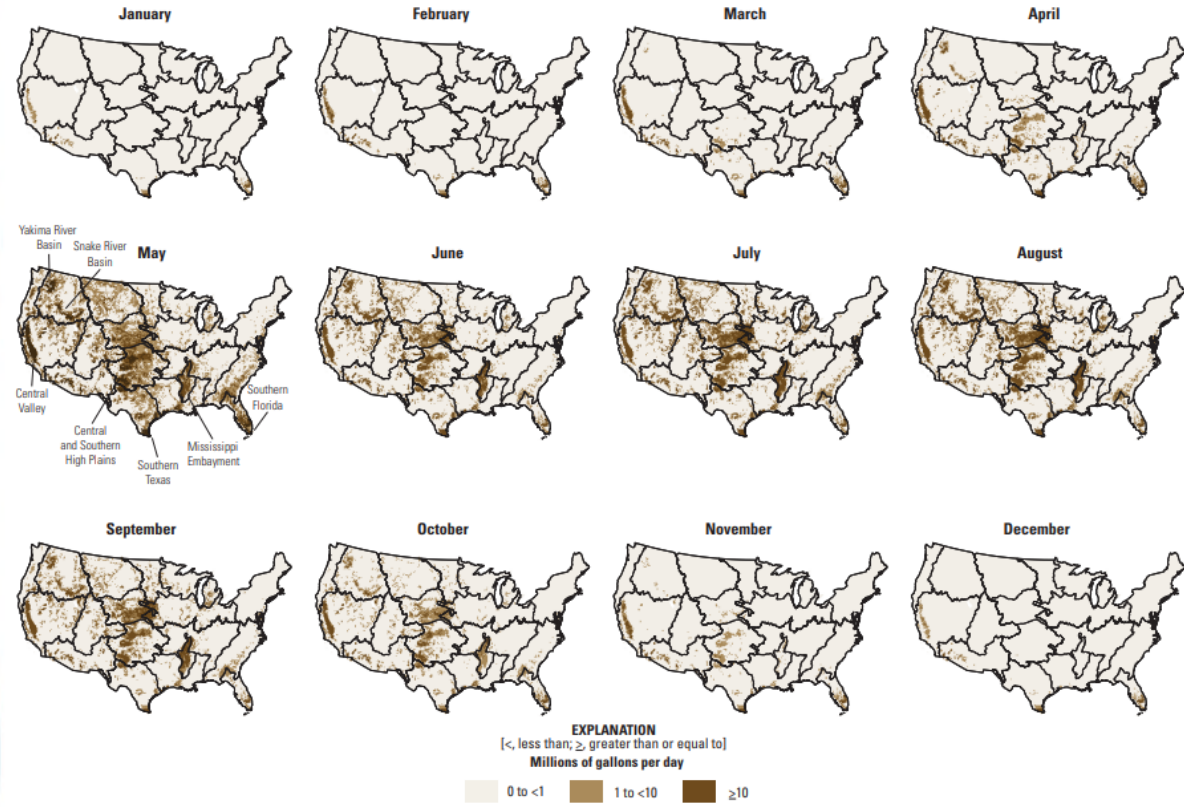 January
February
March
April
Yakima River
Basin
Snake River
Basin
May
June
July
August
Central
Valley
Central
and Southern
High Plains
Southern
Texas
Mississippi
Embayment
Southern
Florida
September
October
November
December
EXPLANATION
[<, less than; ≥, greater than or equal to]
Millions of gallons per day
0 to <1
1 to <10
≥10